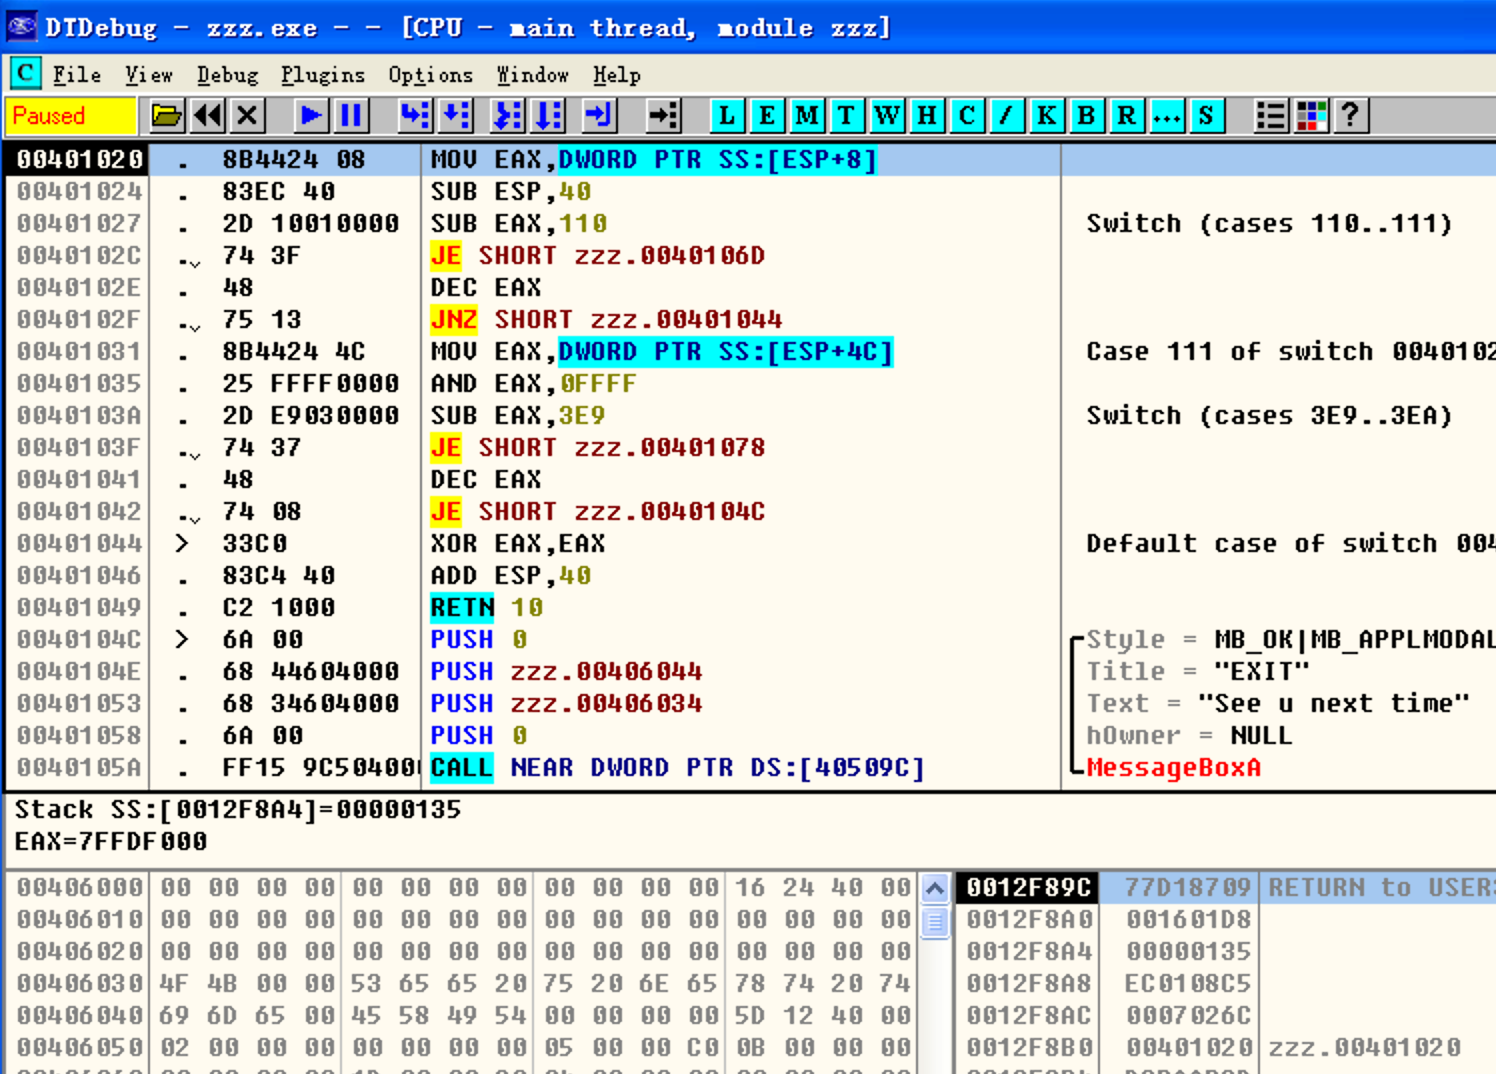 DTDebug - zzz.exe - - [CPU - main thread, module zzz]
C File View Debug Plugins Options Window Help
Paused L E M T W H C / K B R ... S ?
00401020 . 8B4424 08 MOV EAX,DWORD PTR SS:[ESP+8]
00401024 . 83EC 40 SUB ESP,40
00401027 . 2D 10010000 SUB EAX,110 Switch (cases 110..111)
0040102C . 74 3F JE SHORT zzz.0040106D
0040102E . 48 DEC EAX
0040102F . 75 13 JNZ SHORT zzz.00401044
00401031 . 8B4424 4C MOV EAX,DWORD PTR SS:[ESP+4C] Case 111 of switch 0040102
00401035 . 25 FFFF0000 AND EAX,0FFFF
0040103A . 2D E9030000 SUB EAX,3E9 Switch (cases 3E9..3EA)
0040103F . 74 37 JE SHORT zzz.00401078
00401041 . 48 DEC EAX
00401042 . 74 08 JE SHORT zzz.0040104C
00401044 > 33C0 XOR EAX,EAX Default case of switch 004
00401046 . 83C4 40 ADD ESP,40
00401049 . C2 1000 RETN 10
0040104C > 6A 00 PUSH 0 Style = MB_OK|MB_APPLMODAL
0040104E . 68 44604000 PUSH zzz.00406044 Title = "EXIT"
00401053 . 68 34604000 PUSH zzz.00406034 Text = "See u next time"
00401058 . 6A 00 PUSH 0 hOwner = NULL
0040105A . FF15 9C50400 CALL NEAR DWORD PTR DS:[40509C] MessageBoxA
Stack SS:[0012F8A4]=00000135
EAX=7FFDF000
00406000 00 00 00 00 00 00 00 00 00 00 00 00 16 24 40 00 0012F89C 77D18709 RETURN to USER
00406010 00 00 00 00 00 00 00 00 00 00 00 00 00 00 00 00 0012F8A0 001601D8
00406020 00 00 00 00 00 00 00 00 00 00 00 00 00 00 00 00 0012F8A4 00000135
00406030 4F 4B 00 00 53 65 65 20 75 20 6E 65 78 74 20 74 0012F8A8 EC0108C5
00406040 69 6D 65 00 45 58 49 54 00 00 00 00 5D 12 40 00 0012F8AC 0007026C
00406050 02 00 00 00 00 00 00 00 05 00 00 C0 0B 00 00 00 0012F8B0 00401020 zzz.00401020